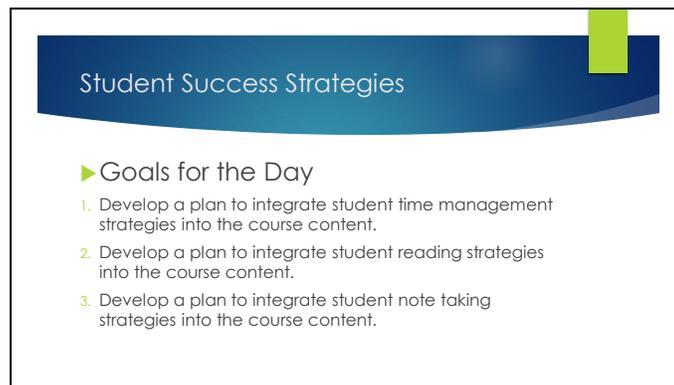 Student Success Strategies
Goals for the Day
1. Develop a plan to integrate student time management
strategies into the course content.
2. Develop a plan to integrate student reading strategies
into the course content.
3. Develop a plan to integrate student note taking
strategies into the course content.